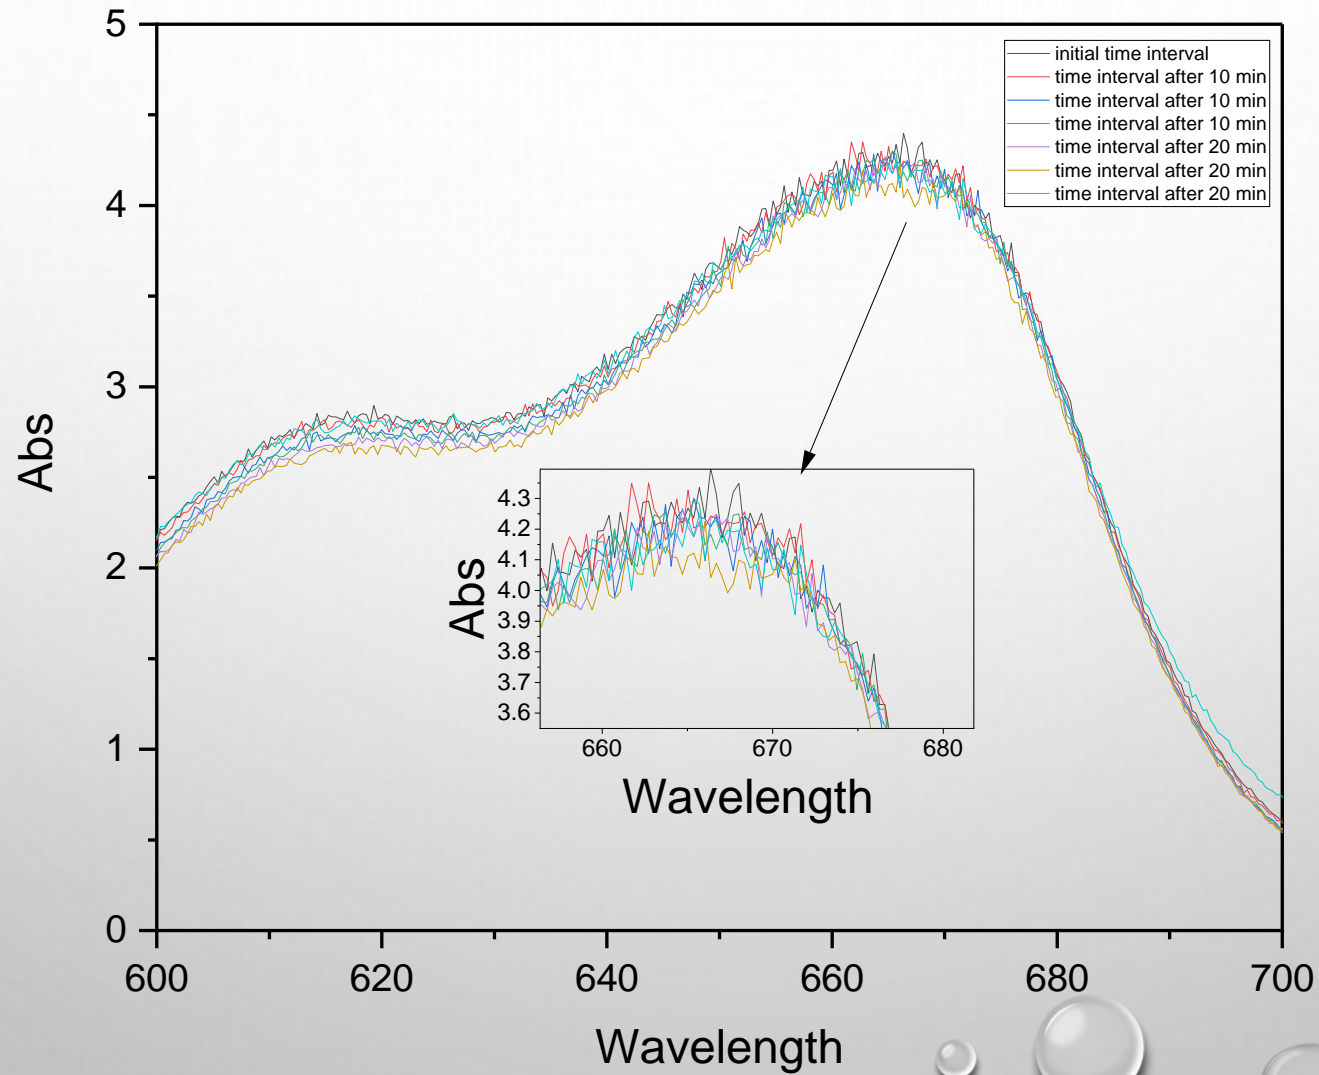 5
4
3
2
1
0
Abs
initial time interval
time interval after 10 min
time interval after 10 min
time interval after 10 min
time interval after 20 min
time interval after 20 min
time interval after 20 min
4.3
4.2
4.1
4.0
3.9
3.8
3.7
3.6
Abs
660 670 680
Wavelength
600 620 640 660 680 700
Wavelength